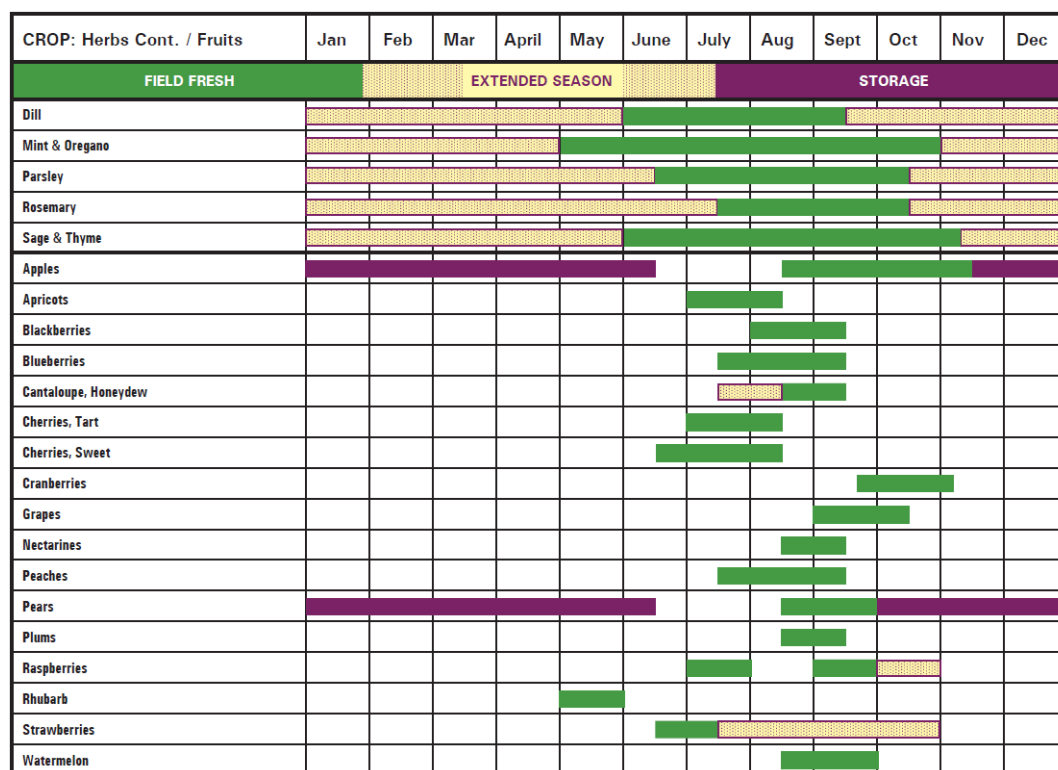 CROP: Herbs Cont. / Fruits Jan Feb Mar April May June July Aug Sept Oct Nov Dec
FIELD FRESH EXTENDED SEASON STORAGE
Dill
Mint & Oregano
Parsley
Rosemary
Sage & Thyme
Apples
Apricots
Blackberries
Blueberries
Cantaloupe, Honeydew
Cherries, Tart
Cherries, Sweet
Cranberries
Grapes
Nectarines
Peaches
Pears
Plums
Raspberries
Rhubarb
Strawberries
Watermelon